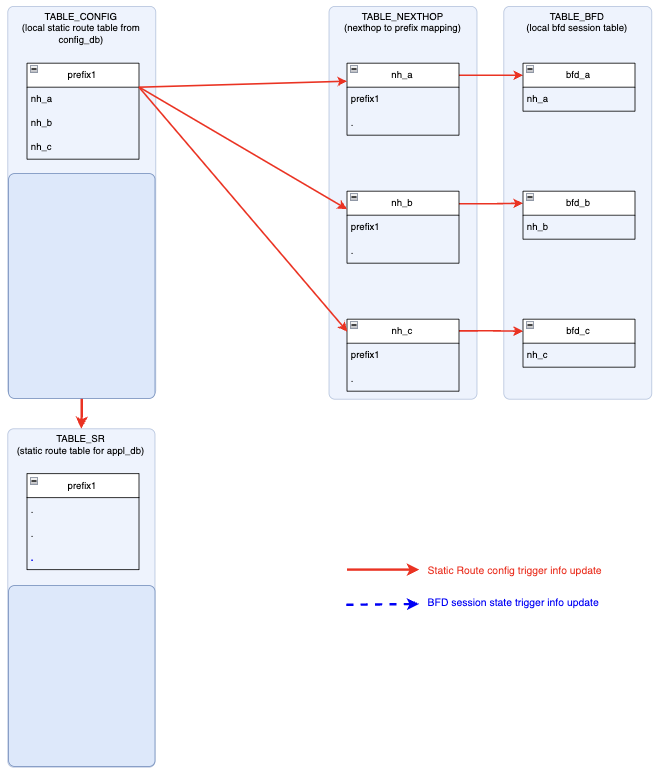 TABLE_CONFIG
(local static route table from
config_db)
prefix1
nh_a
nh_b
nh_c
TABLE_NEXTHOP
(nexthop to prefix mapping)
nh_a
prefix1
.
nh_b
prefix1
.
nh_c
prefix1
.
TABLE_BFD
(local bfd session table)
bfd_a
nh_a
bfd_b
nh_b
bfd_c
nh_c
TABLE_SR
(static route table for appl_db)
prefix1
.
.
.
Static Route config trigger info update
BFD session state trigger info update